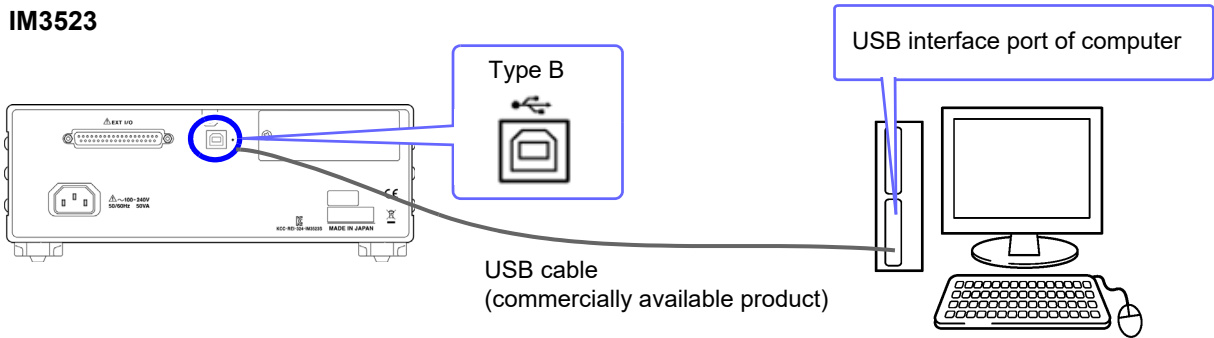 IM3523
USB interface port of computer
Type B
EXT I/O
~100-240V
50/60Hz 50VA
CE
MADE IN JAPAN
USB cable
(commercially available product)